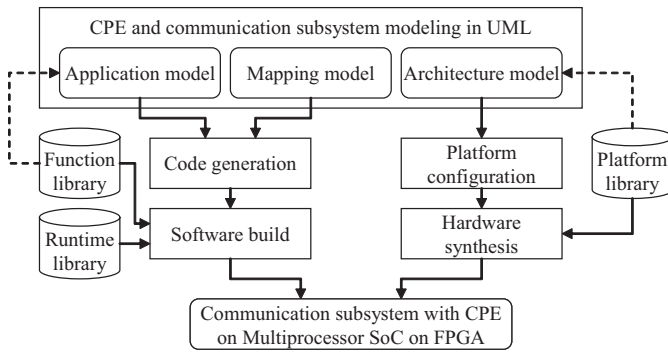 CPE and communication subsystem modeling in UML
Application model
Mapping model
Architecture model
Function
library
Code generation
Platform
configuration
Platform
library
Runtime
library
Software build
Hardware
synthesis
Communication subsystem with CPE
on Multiprocessor SoC on FPGA